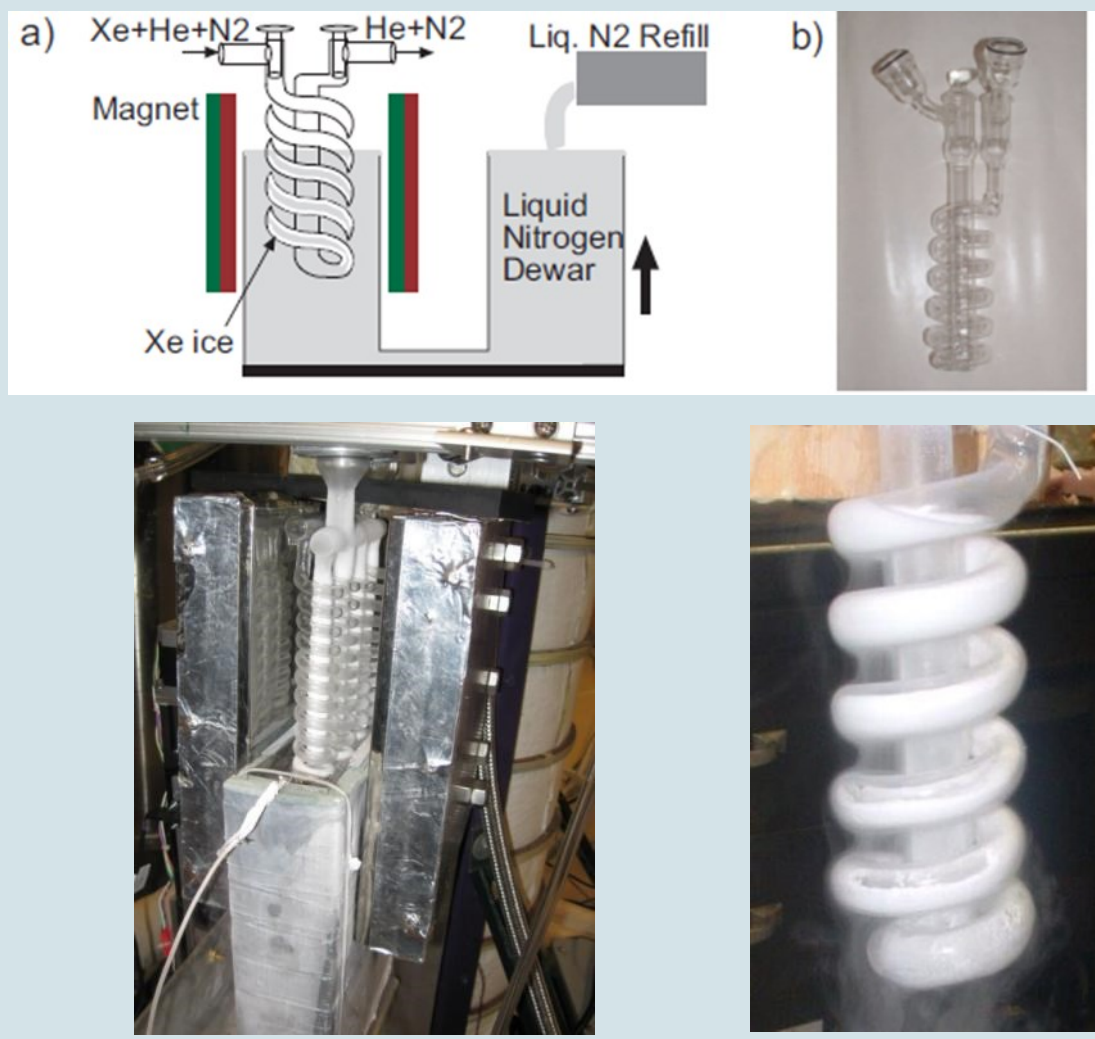 a)
Xe+He+N2
He+N2
Liq. N2 Refill
b)
Magnet
Liquid
Nitrogen
Dewar
Xe ice